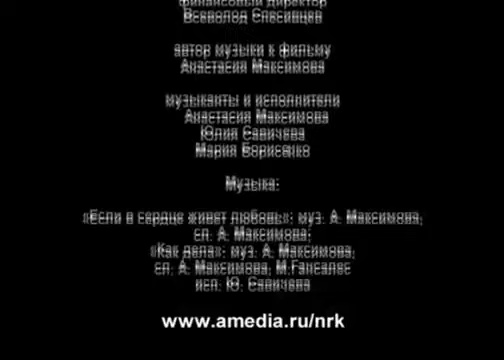 финансовый директор
Всеволод Спесивцев
автор музыки к фильму
Анастасия Максимова
музыканты и исполнители
Анастасия Максимова
Юлия Савичева
Мария Борисенко
Музыка:
«Если в сердце живет любовь»: муз. А. Максимова;
сл. А. Максимова;
«Как дела»: муз. А. Максимова;
сл. А. Максимова, М.Гансалес
исп. Ю. Савичева
www.amedia.ru/nrk